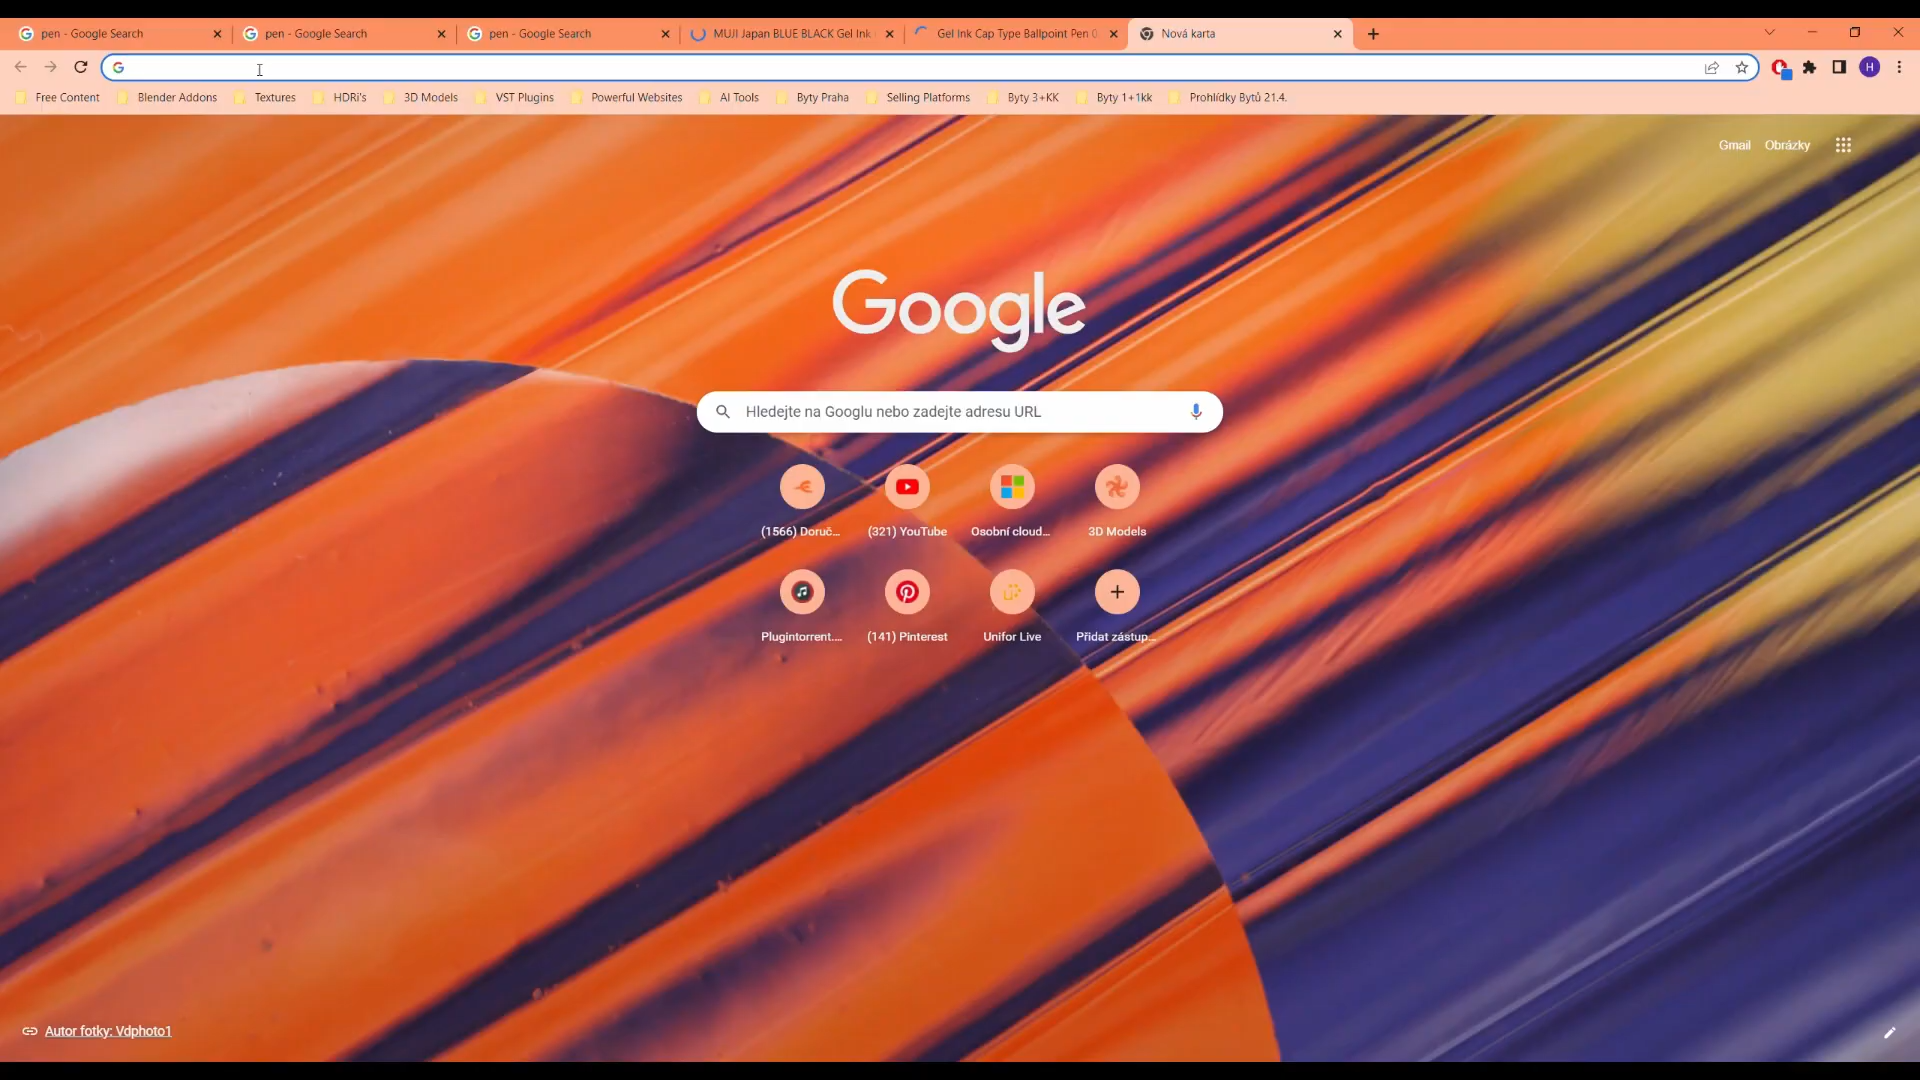 pen - Google Search
pen - Google Search
pen - Google Search
MUJI Japan BLUE BLACK Gel Ink
Gel Ink Cap Type Ballpoint Pen 0
Nová karta
H
Free Content
Blender Addons
Textures
HDRi's
3D Models
VST Plugins
Powerful Websites
AI Tools
Byty Praha
Selling Platforms
Byty 3+KK
Byty 1+1kk
Prohlídky Bytů 21.4.
Gmail
Obrázky
Google
Hledejte na Googlu nebo zadejte adresu URL
(1566) Doruč...
(321) YouTube
Osobní cloud...
3D Models
Plugintorrent....
(141) Pinterest
Unifor Live
Přidat zástup...
Autor fotky: Vdphoto1